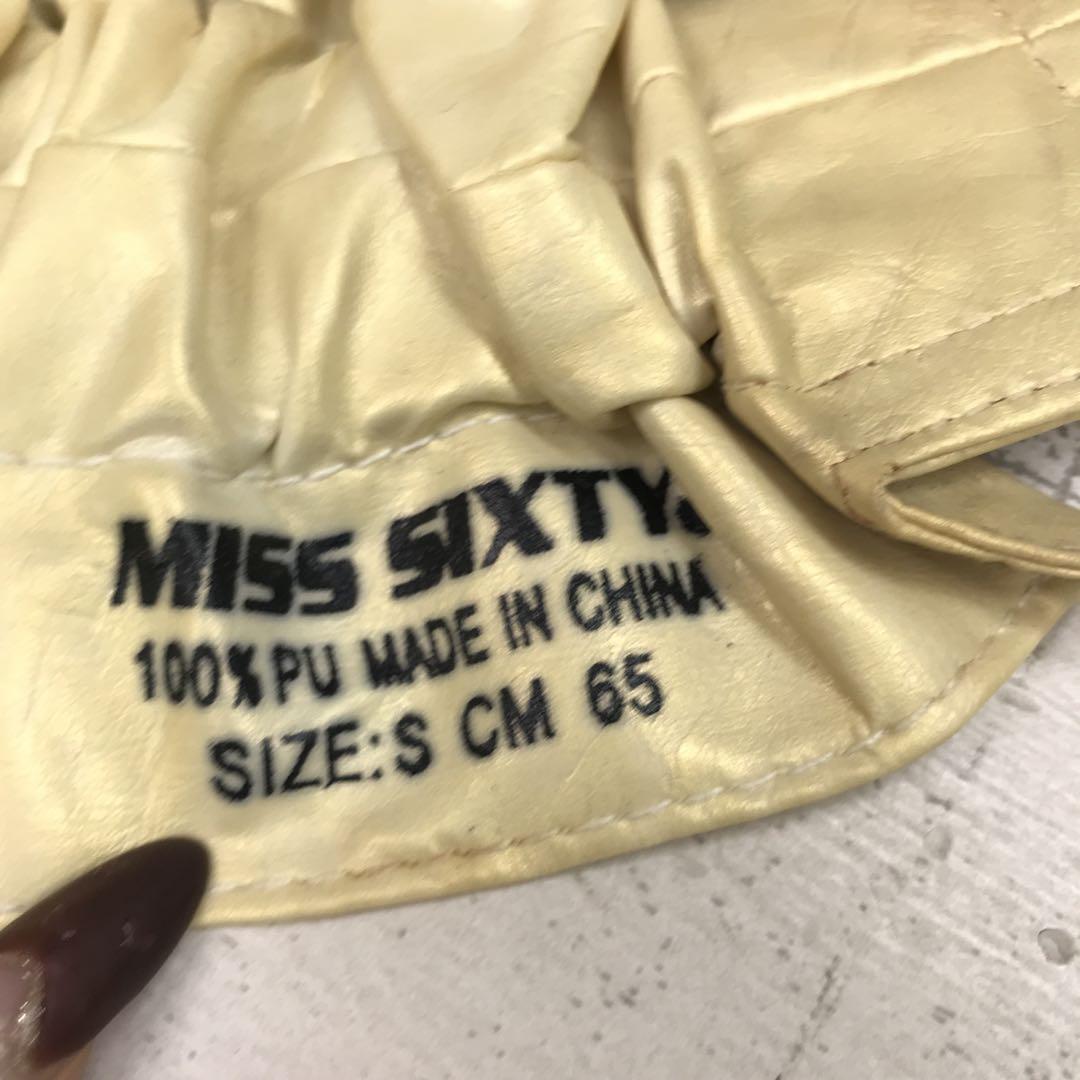 MISS SIXTY
100% PU MADE IN CHINA
SIZE:S CM 65